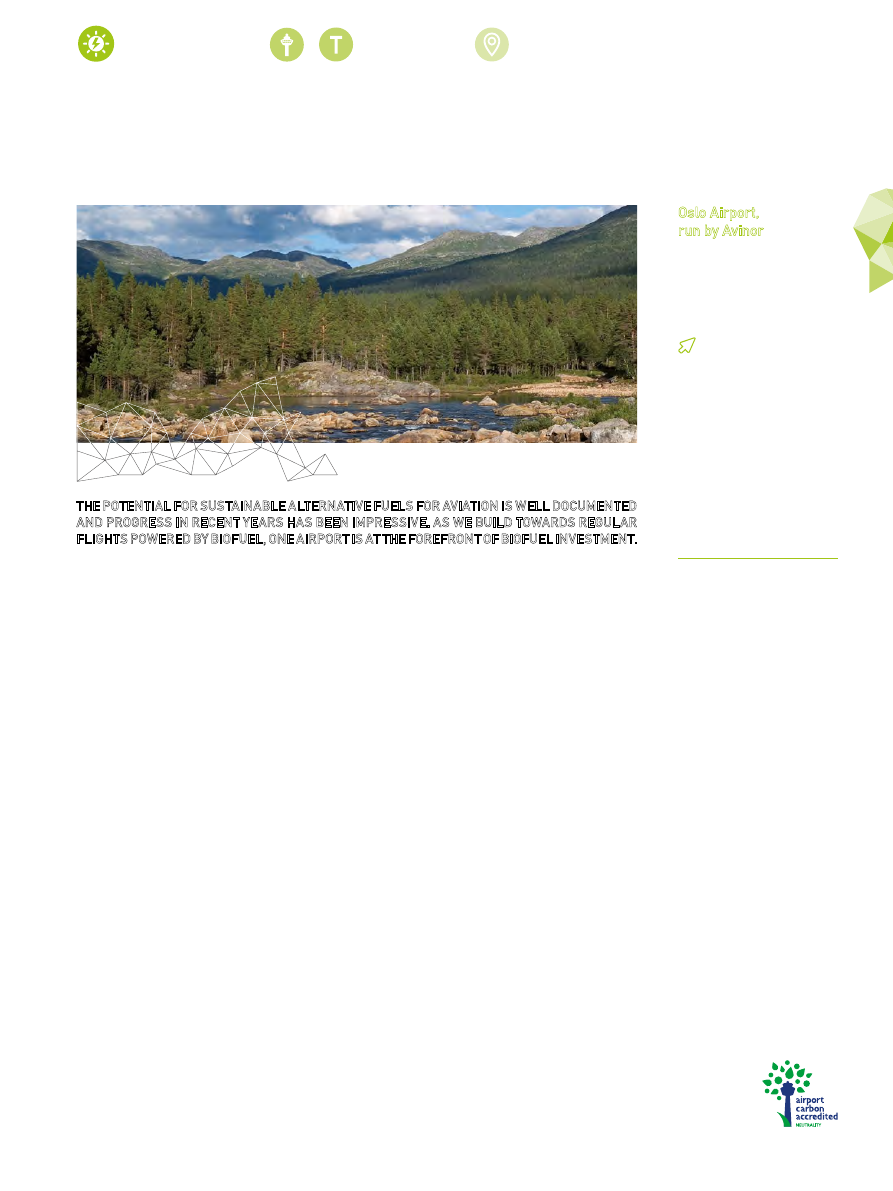 T
Oslo Airport,
run by Avinor
THE POTENTIAL FOR SUSTAINABLE ALTERNATIVE FUELS FOR AVIATION IS WELL DOCUMENTED
AND PROGRESS IN RECENT YEARS HAS BEEN IMPRESSIVE. AS WE BUILD TOWARDS REGULAR
FLIGHTS POWERED BY BIOFUEL, ONE AIRPORT IS AT THE FOREFRONT OF BIOFUEL INVESTMENT.
airport
carbon
accredited
NEUTRALITY